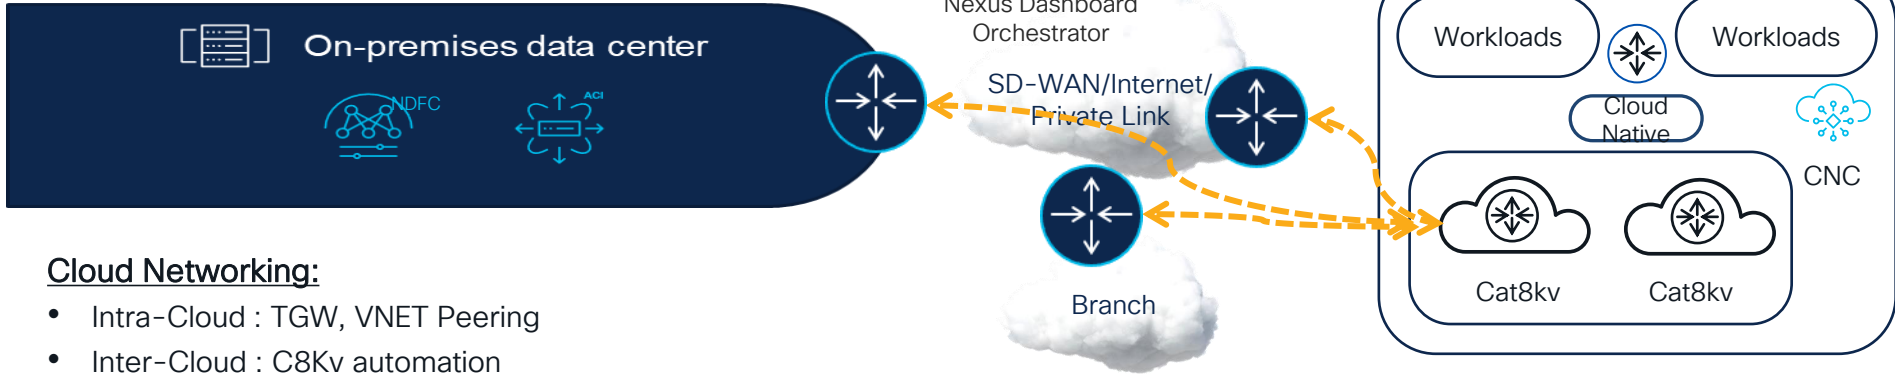 Nexus Dashboard
Orchestrator
On-premises data center
NDFC
ACI
SD-WAN/Internet/
Private Link
Workloads
Workloads
Cloud
Native
CNC
Cat8kv
Cat8kv
Branch
Cloud Networking:
• Intra-Cloud : TGW, VNET Peering
• Inter-Cloud : C8Kv automation